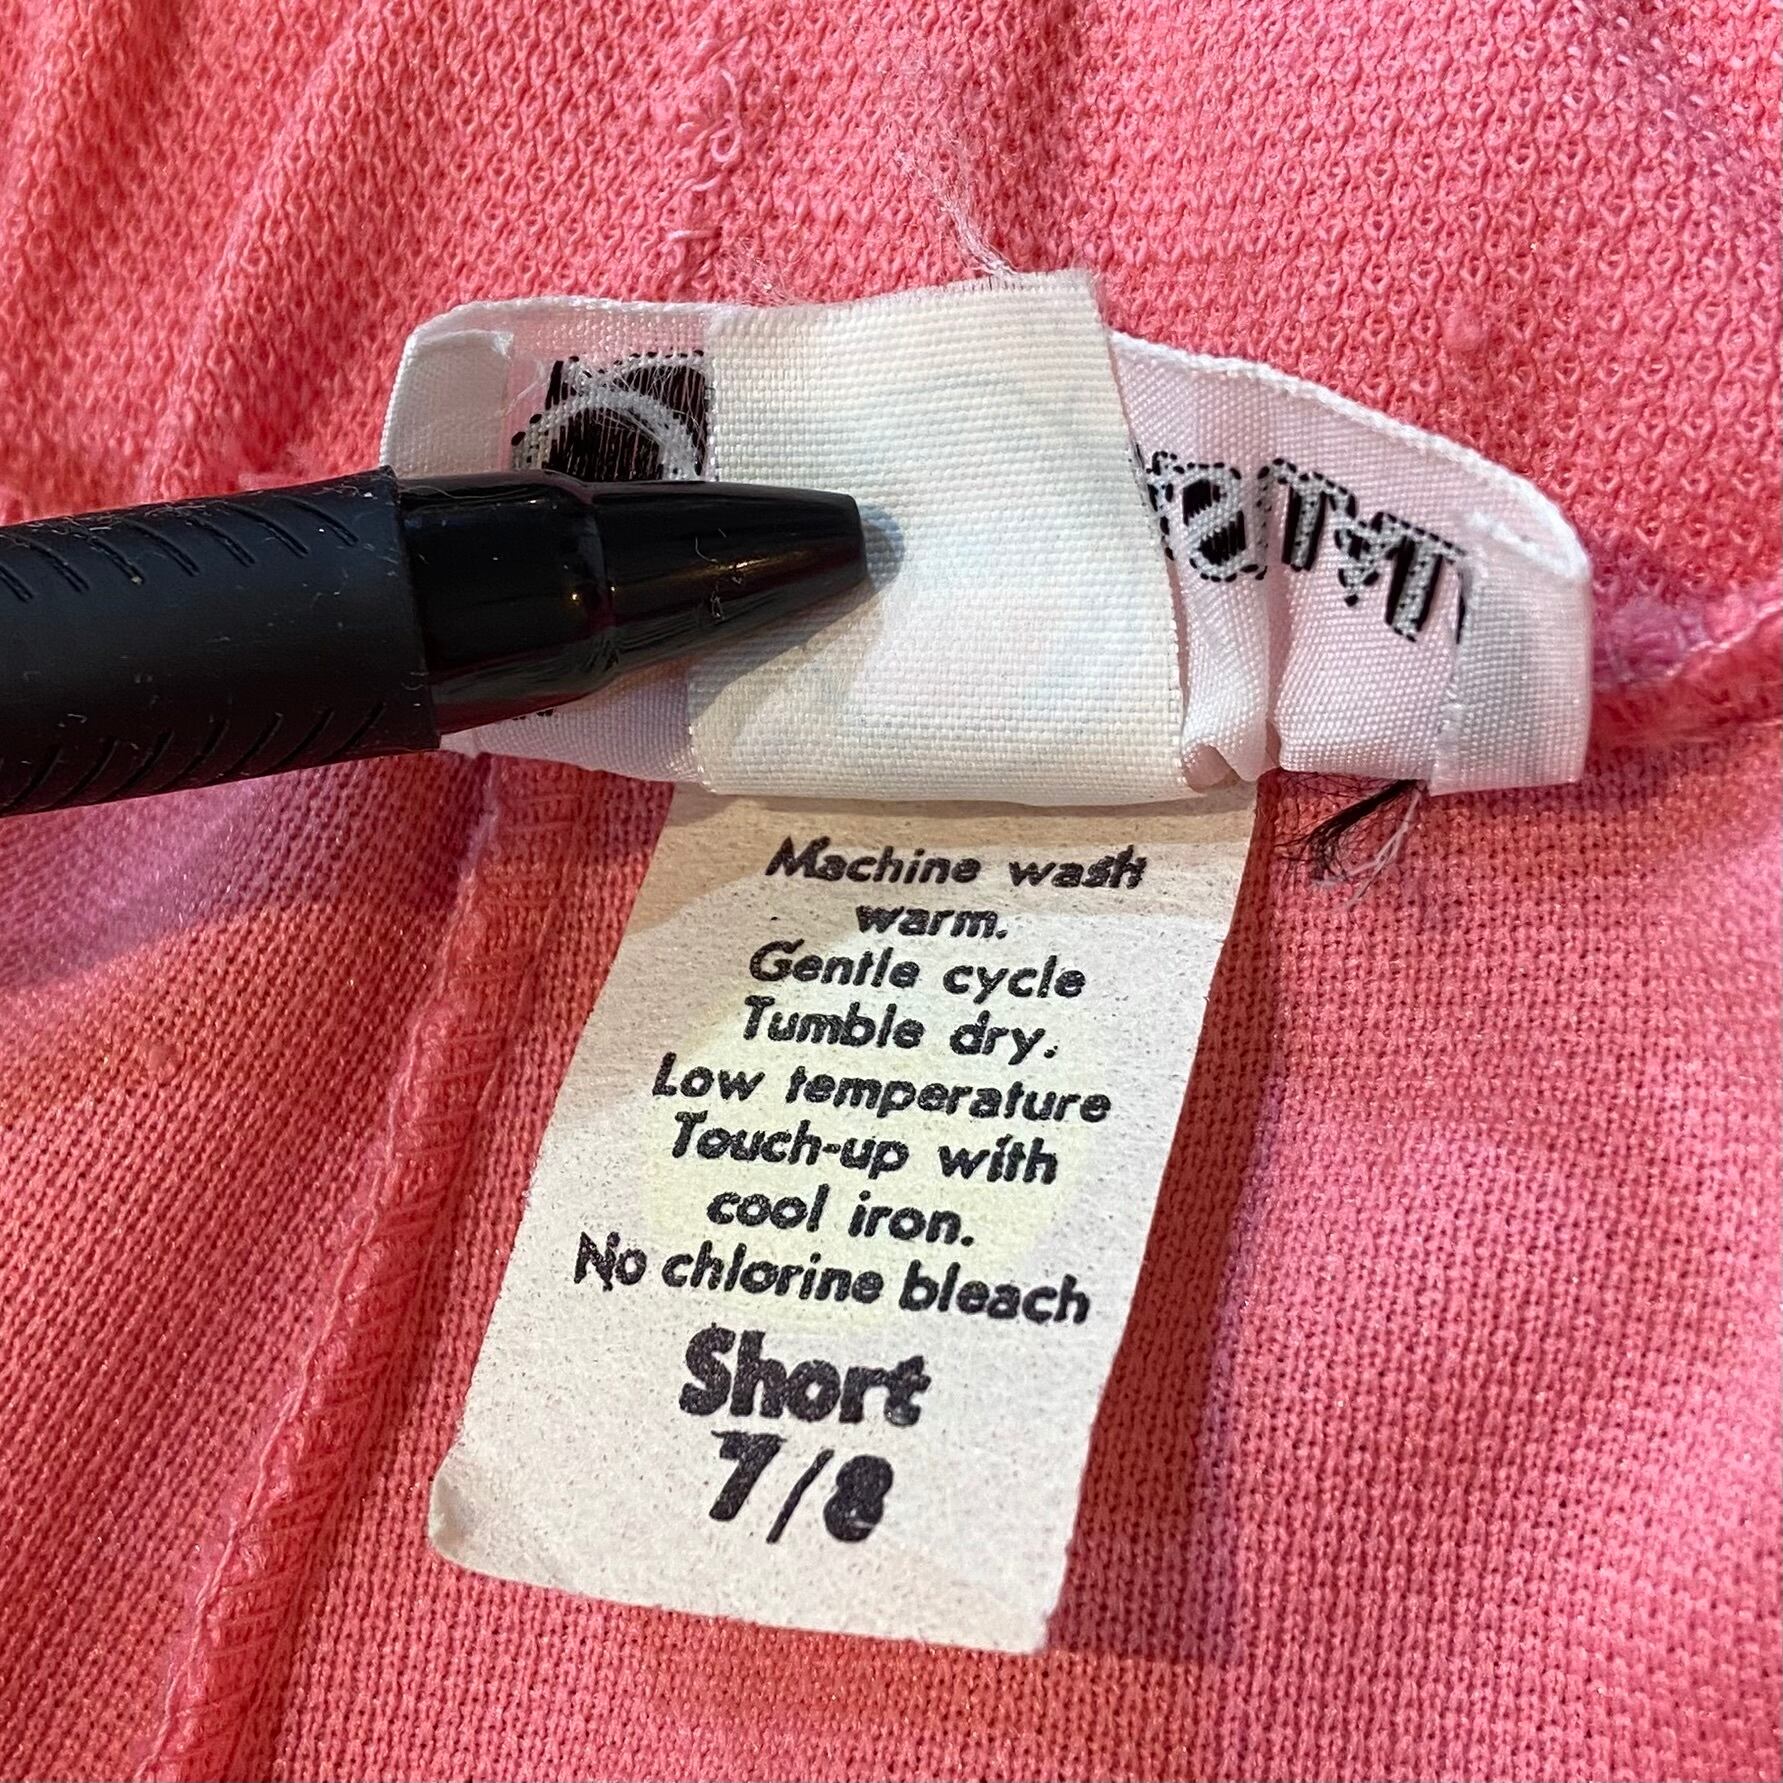 Machine wash
warm.
Gentle cycle
Tumble dry.
Low temperature
Touch-up with
cool iron.
No chlorine bleach
Short
7/8